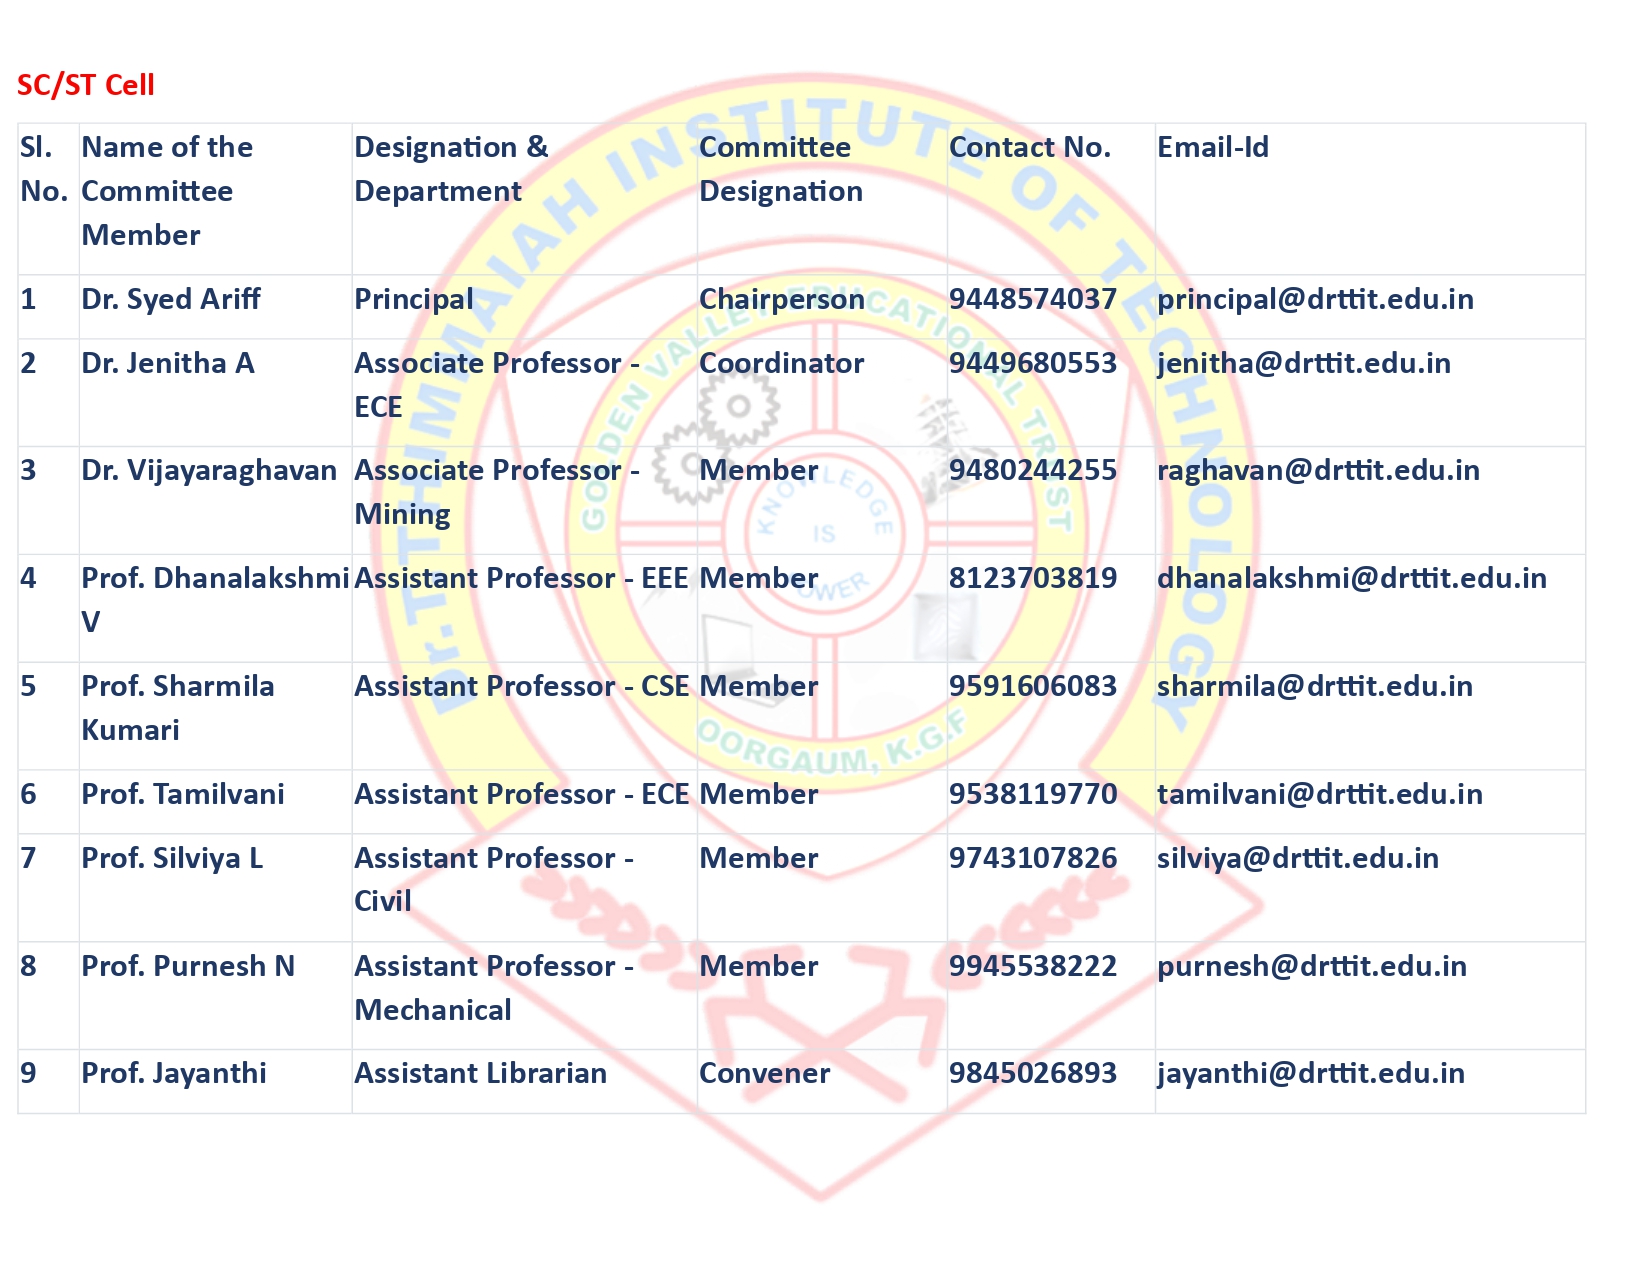 SC/ST Cell
Sl. No. Name of the Committee Member Designation & Department Committee Designation Contact No. Email-Id
1 Dr. Syed Ariff Principal Chairperson 9448574037 principal@drttit.edu.in
2 Dr. Jenitha A Associate Professor - ECE Coordinator 9449680553 jenitha@drttit.edu.in
3 Dr. Vijayaraghavan Associate Professor - Mining Member 9480244255 raghavan@drttit.edu.in
4 Prof. Dhanalakshmi V Assistant Professor - EEE Member 8123703819 dhanalakshmi@drttit.edu.in
5 Prof. Sharmila Kumari Assistant Professor - CSE Member 9591606083 sharmila@drttit.edu.in
6 Prof. Tamilvani Assistant Professor - ECE Member 9538119770 tamilvani@drttit.edu.in
7 Prof. Silviya L Assistant Professor - Civil Member 9743107826 silviya@drttit.edu.in
8 Prof. Purnesh N Assistant Professor - Mechanical Member 9945538222 purnesh@drttit.edu.in
9 Prof. Jayanthi Assistant Librarian Convener 9845026893 jayanthi@drttit.edu.in
Dr. T THIMMAIAH INSTITUTE OF TECHNOLOGY
GOLDEN VALLEY EDUCATIONAL TRUST
OORGAUM, K.G.F
KNOWLEDGE
IS
POWER